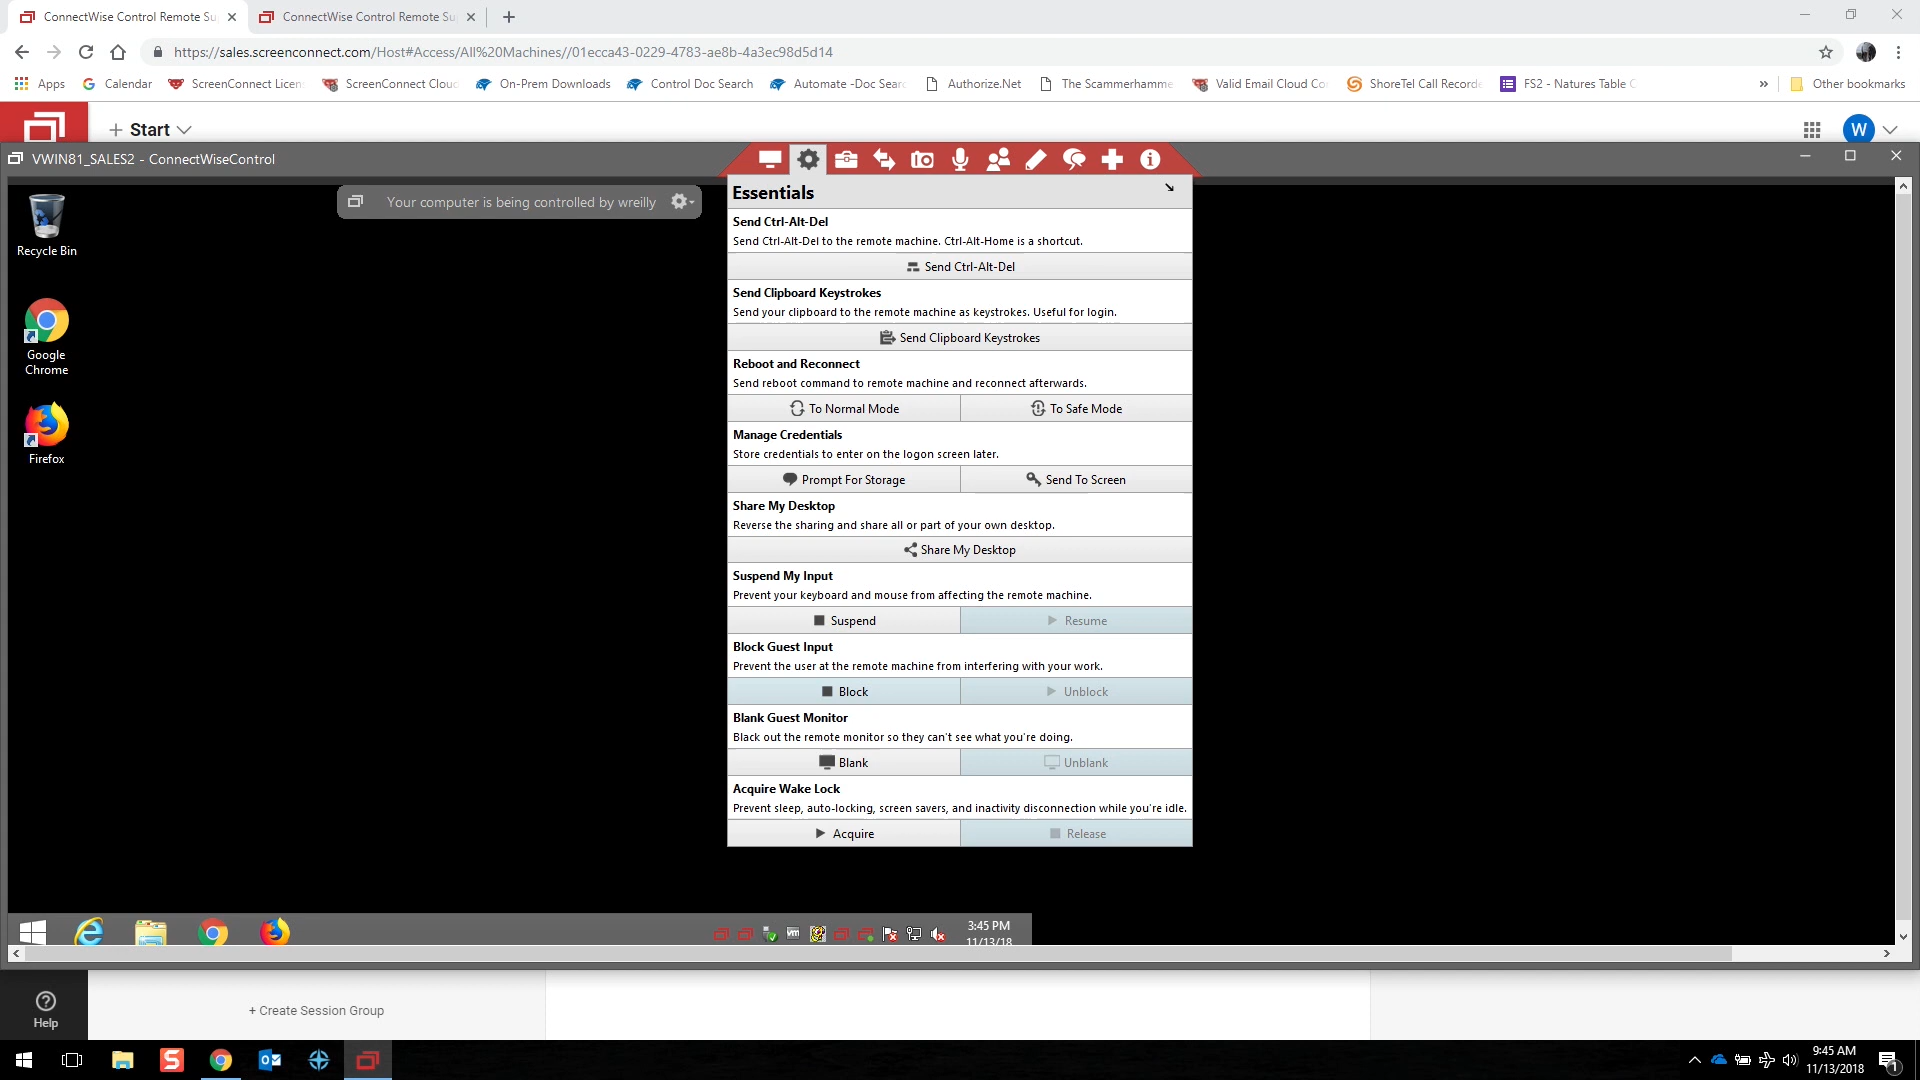 ConnectWise Control Remote Su
ConnectWise Control Remote Su
https://sales.screenconnect.com/Host#Access/All%20Machines//01ecca43-0229-4783-ae8b-4a3ec98d5d14
Apps
Calendar
ScreenConnect Licen
ScreenConnect Clou
On-Prem Downloads
Control Doc Search
Automate -Doc Sear
Authorize.Net
The Scammerhamme
Valid Email Cloud Co
ShoreTel Call Record
FS2 - Natures Table C
» Other bookmarks
+ Start
W
VWIN81_SALES2 - ConnectWiseControl
Your computer is being controlled by wreilly
Recycle Bin
Google
Chrome
Firefox
Essentials
Send Ctrl-Alt-Del
Send Ctrl-Alt-Del to the remote machine. Ctrl-Alt-Home is a shortcut.
Send Ctrl-Alt-Del
Send Clipboard Keystrokes
Send your clipboard to the remote machine as keystrokes. Useful for login.
Send Clipboard Keystrokes
Reboot and Reconnect
Send reboot command to remote machine and reconnect afterwards.
To Normal Mode
To Safe Mode
Manage Credentials
Store credentials to enter on the logon screen later.
Prompt For Storage
Send To Screen
Share My Desktop
Reverse the sharing and share all or part of your own desktop.
Share My Desktop
Suspend My Input
Prevent your keyboard and mouse from affecting the remote machine.
Suspend
Resume
Block Guest Input
Prevent the user at the remote machine from interfering with your work.
Block
Unblock
Blank Guest Monitor
Black out the remote monitor so they can't see what you're doing.
Blank
Unblank
Acquire Wake Lock
Prevent sleep, auto-locking, screen savers, and inactivity disconnection while you're idle.
Acquire
Release
vm
3:45 PM
11/13/18
Help
+ Create Session Group
9:45 AM
11/13/2018
1